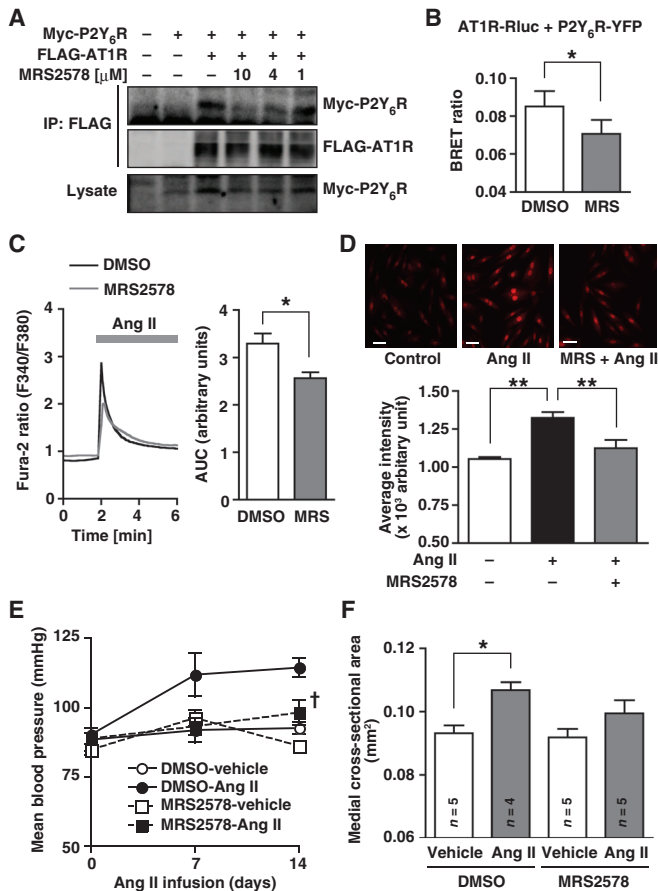 A
Myc-P2Y6R – + – + + + +
FLAG-AT1R – – + + + + +
MRS2578 [μM] – – – 10 4 1
IP: FLAG
Myc-P2Y6R
FLAG-AT1R
Lysate
Myc-P2Y6R
B
AT1R-Rluc + P2Y6R-YFP
*
BRET ratio
0.10
0.08
0.06
0.04
DMSO MRS
C
DMSO
MRS2578
Ang II
Fura-2 ratio (F340/F380)
4
3
2
1
0
0 2 4 6
Time [min]
*
AUC (arbitrary units)
4
3
2
1
0
DMSO MRS
D
Control Ang II MRS + Ang II
** **
Average intensity
(x 10³ arbitary unit)
1.50
1.25
1.00
0.50
Ang II – + +
MRS2578 – – +
E
Mean blood pressure (mmHg)
125
100
75
50
†
DMSO-vehicle
DMSO-Ang II
MRS2578-vehicle
MRS2578-Ang II
0 7 14
Ang II infusion (days)
F
Medial cross-sectional area
(mm²)
0.12
0.10
0.08
0.06
*
n = 5 n = 4 n = 5 n = 5
Vehicle Ang II Vehicle Ang II
DMSO MRS2578